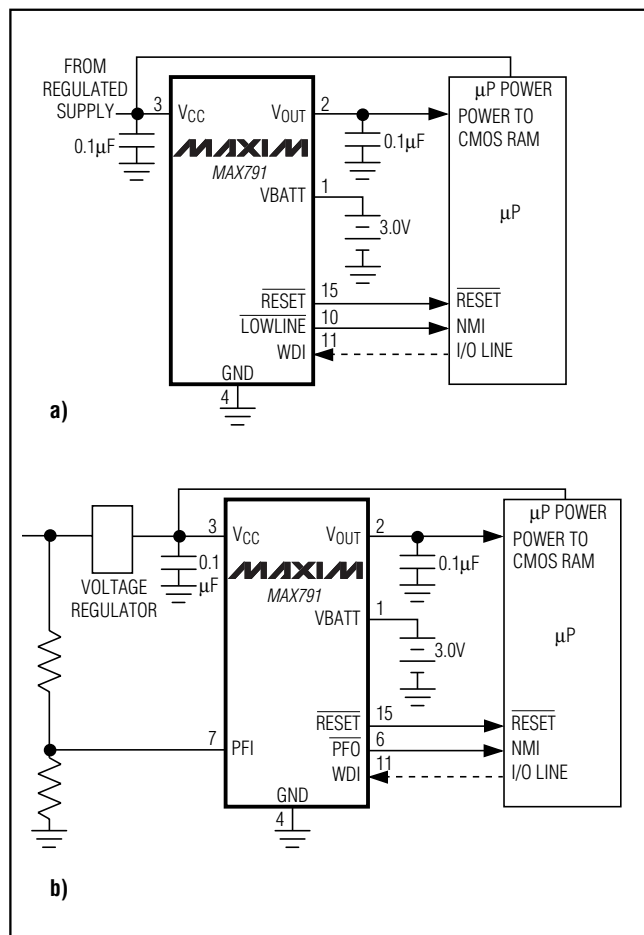 FROM
REGULATED
SUPPLY
3
VCC
VOUT
2
0.1µF
MAXIM
MAX791
0.1µF
VBATT
1
3.0V
RESET
15
LOWLINE
10
WDI
11
GND
4
µP POWER
POWER TO
CMOS RAM
µP
RESET
NMI
I/O LINE
a)
VOLTAGE
REGULATOR
3
VCC
VOUT
2
0.1
µF
MAXIM
MAX791
0.1µF
VBATT
1
3.0V
7
PFI
RESET
15
PFO
6
WDI
11
GND
4
µP POWER
POWER TO
CMOS RAM
µP
RESET
NMI
I/O LINE
b)